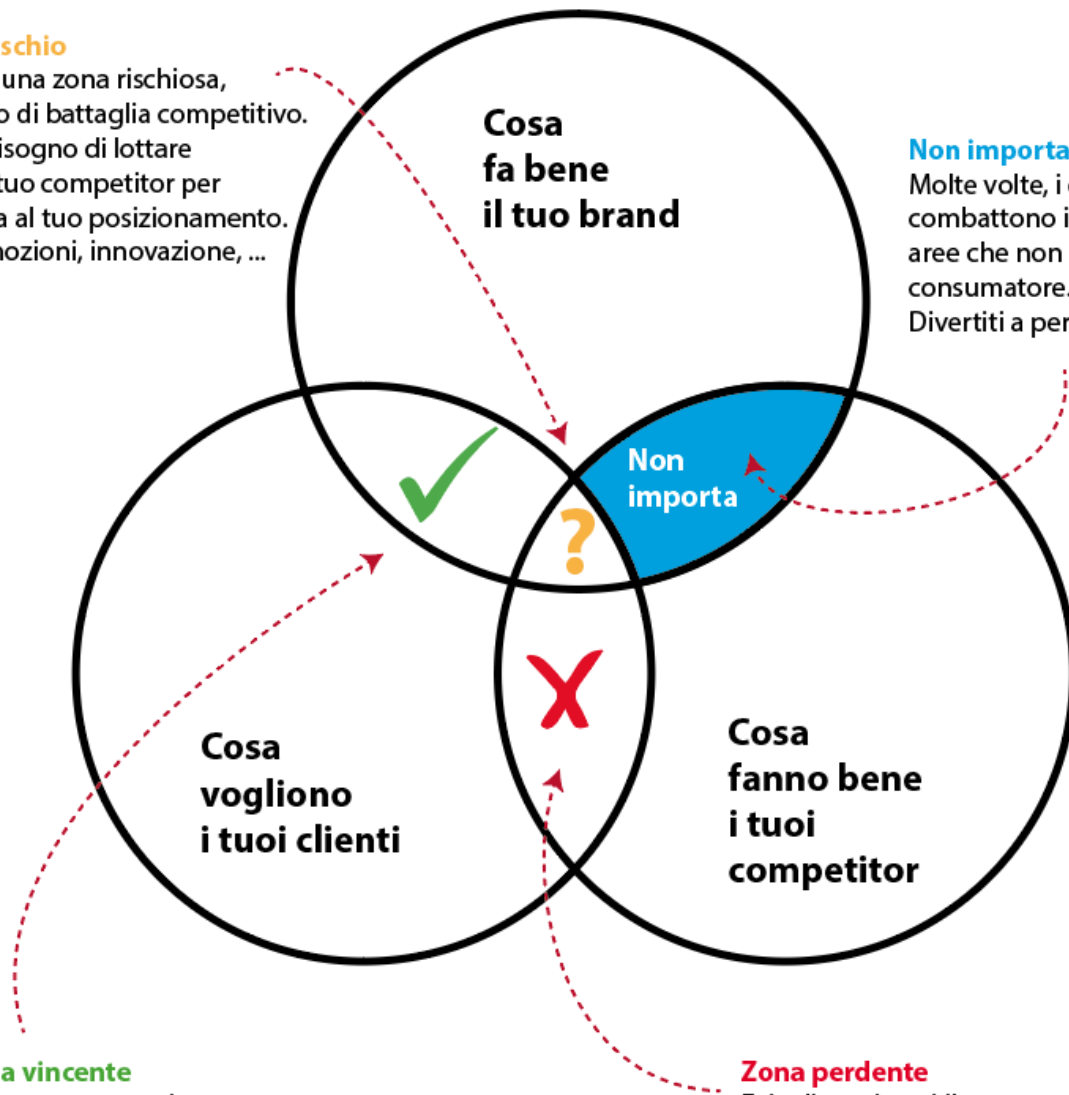 schio
una zona rischiosa,
o di battaglia competitivo.
isogno di lottare
tuo competitor per
a al tuo posizionamento.
nozioni, innovazione, ...
Cosa
fa bene
il tuo brand
Non importa
Molte volte, i
combattono i
aree che non
consumatore.
Divertiti a per
Non
importa
?
Cosa
vogliono
i tuoi clienti
Cosa
fanno bene
i tuoi
competitor
a vincente
Zona perdente